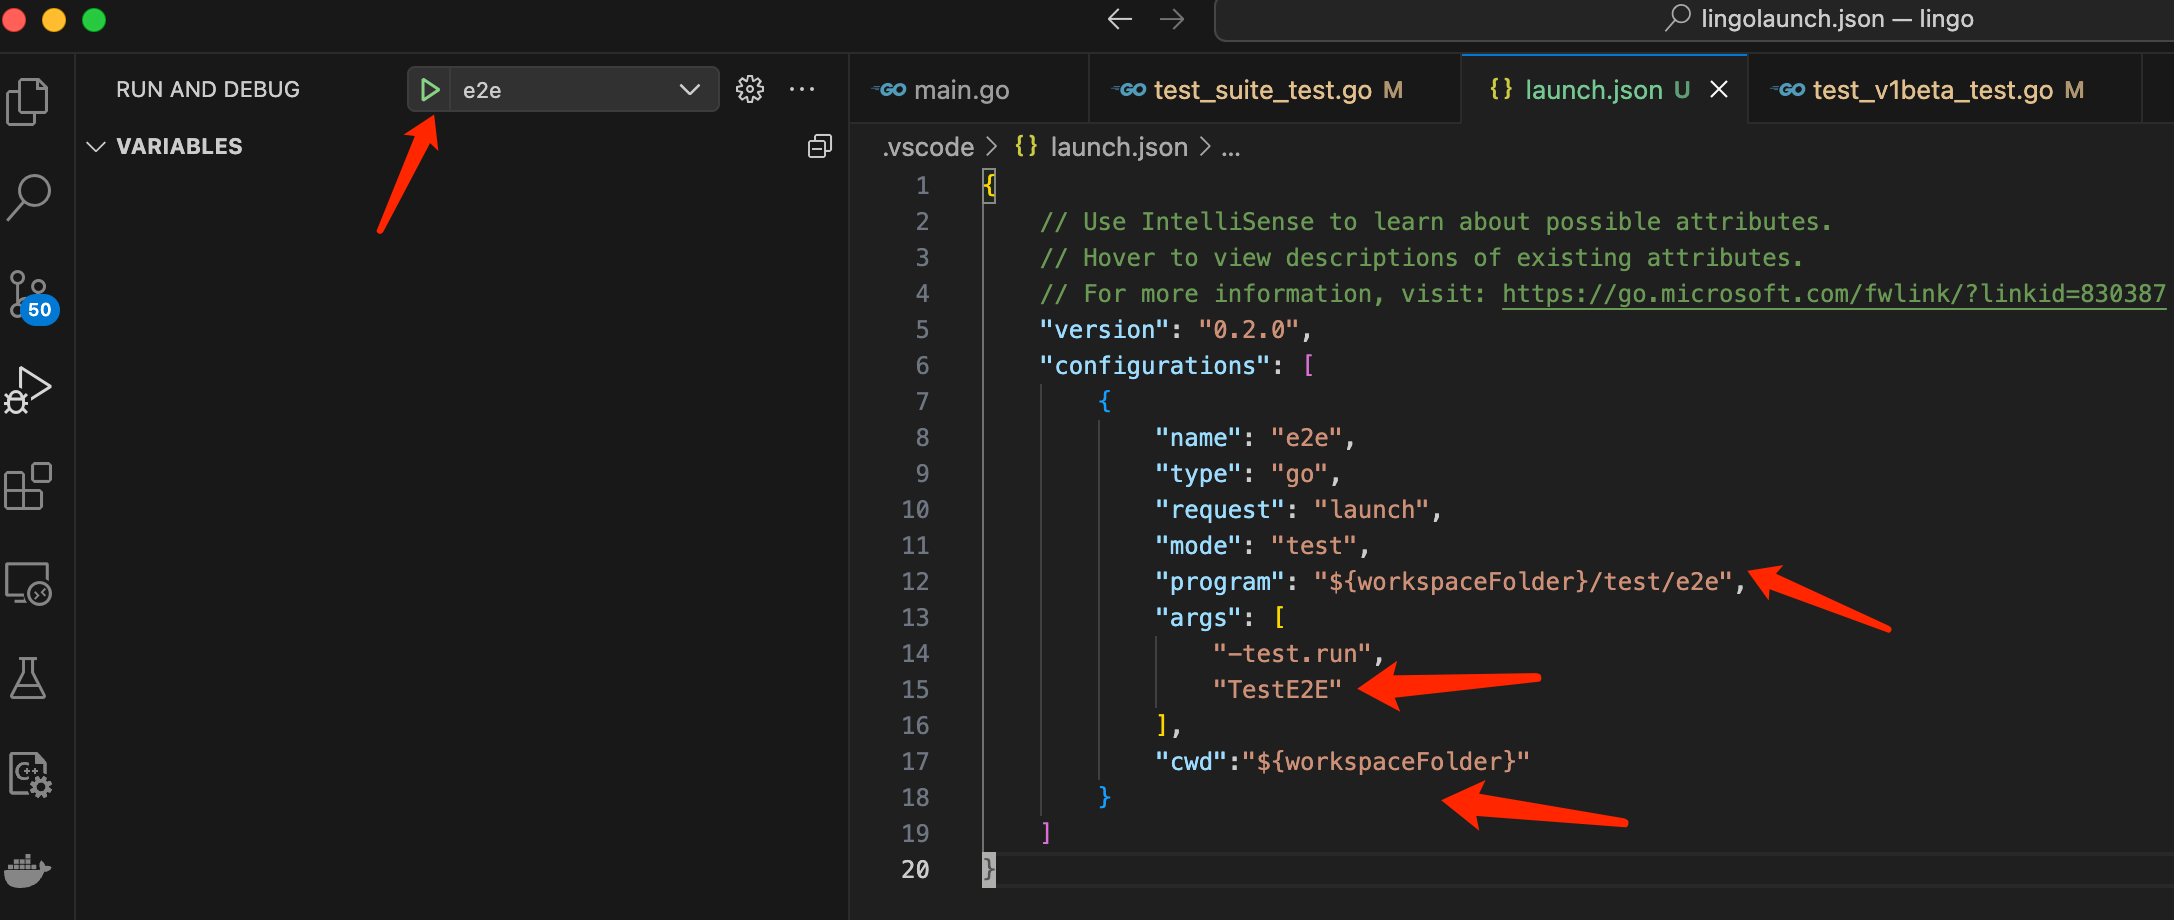 lingolaunch.json — lingo
RUN AND DEBUG
e2e
VARIABLES
50
GO main.go
GO test_suite_test.go M
{} launch.json U
GO test_v1beta_test.go M
.vscode > {} launch.json > ...
1 {
2 // Use IntelliSense to learn about possible attributes.
3 // Hover to view descriptions of existing attributes.
4 // For more information, visit: https://go.microsoft.com/fwlink/?linkid=830387
5 "version": "0.2.0",
6 "configurations": [
7 {
8 "name": "e2e",
9 "type": "go",
10 "request": "launch",
11 "mode": "test",
12 "program": "${workspaceFolder}/test/e2e",
13 "args": [
14 "-test.run",
15 "TestE2E"
16 ],
17 "cwd":"${workspaceFolder}"
18 }
19 ]
20 }
C++